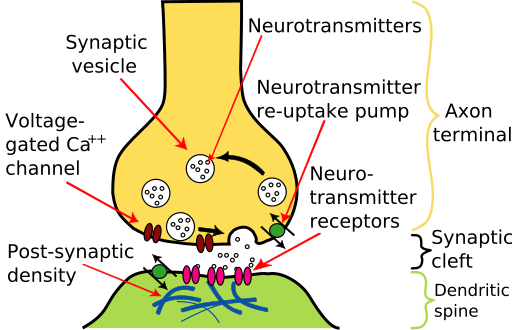 Neurotransmitters
Synaptic
vesicle
Neurotransmitter
re-uptake pump
Axon
terminal
Voltage-
gated Ca++
channel
Neuro-
transmitter
receptors
Synaptic
cleft
Post-synaptic
density
Dendritic
spine